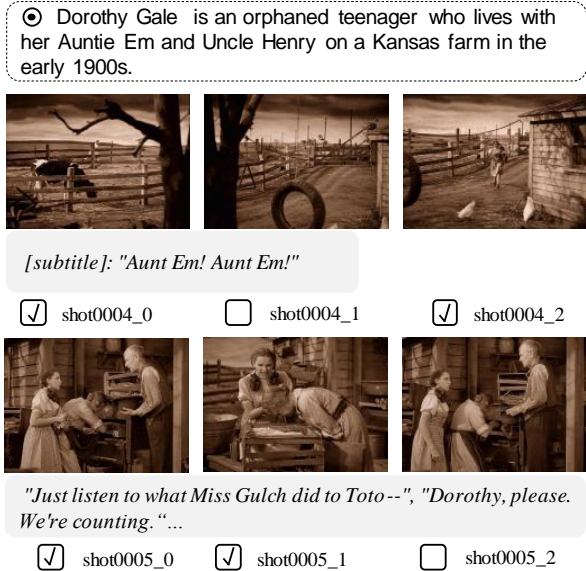 Dorothy Gale is an orphaned teenager who lives with
her Auntie Em and Uncle Henry on a Kansas farm in the
early 1900s.
[subtitle]: "Aunt Em! Aunt Em!"
shot0004_0 shot0004_1 shot0004_2
"Just listen to what Miss Gulch did to Toto--", "Dorothy, please.
We're counting.“...
shot0005_0 shot0005_1 shot0005_2